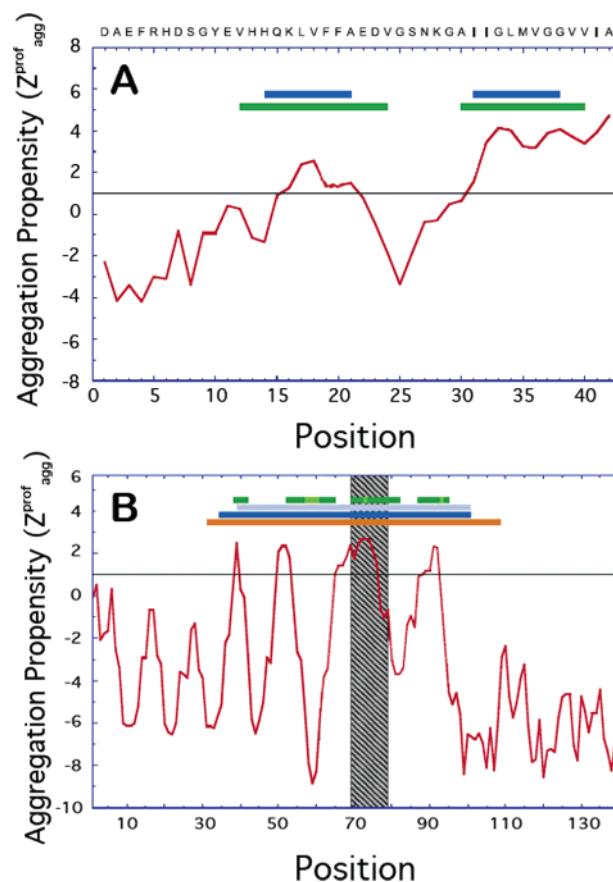 D A E F R H D S G Y E V H H Q K L V F F A E D V G S N K G A I I G L M V G G V V I A
A
Aggregation Propensity (Z^prof_agg)
8
6
4
2
0
-2
-4
-6
-8
0 5 10 15 20 25 30 35 40
Position
B
Aggregation Propensity (Z^prof_agg)
6
4
2
0
-2
-4
-6
-8
-10
10 30 50 70 90 110 130
Position